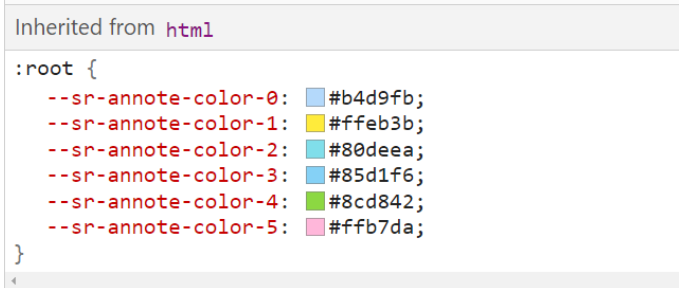 Inherited from html
:root {
--sr-annote-color-0: #b4d9fb;
--sr-annote-color-1: #ffeb3b;
--sr-annote-color-2: #80deea;
--sr-annote-color-3: #85d1f6;
--sr-annote-color-4: #8cd842;
--sr-annote-color-5: #ffb7da;
}